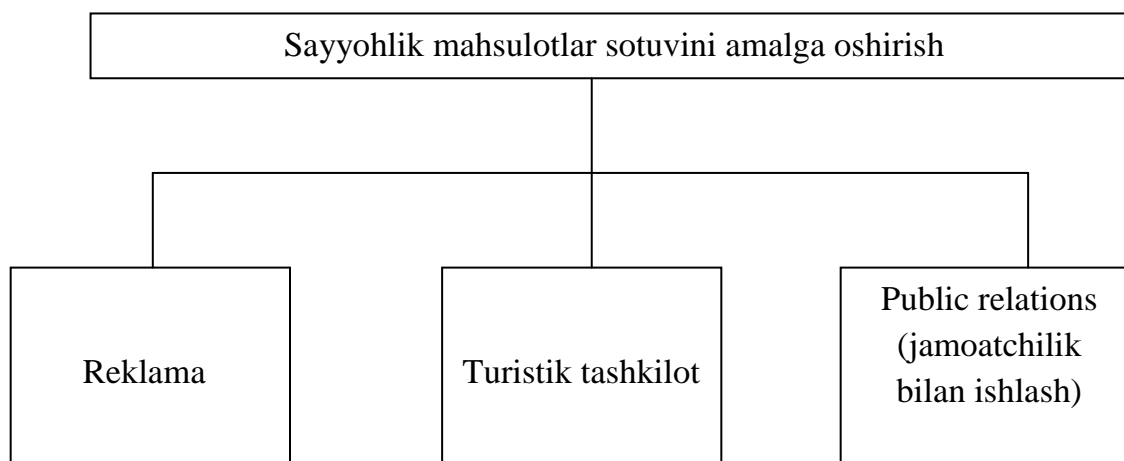 Sayyohlik mahsulotlar sotuvini amalga oshirish
Reklama
Turistik tashkilot
Public relations
(jamoatchilik
bilan ishlash)